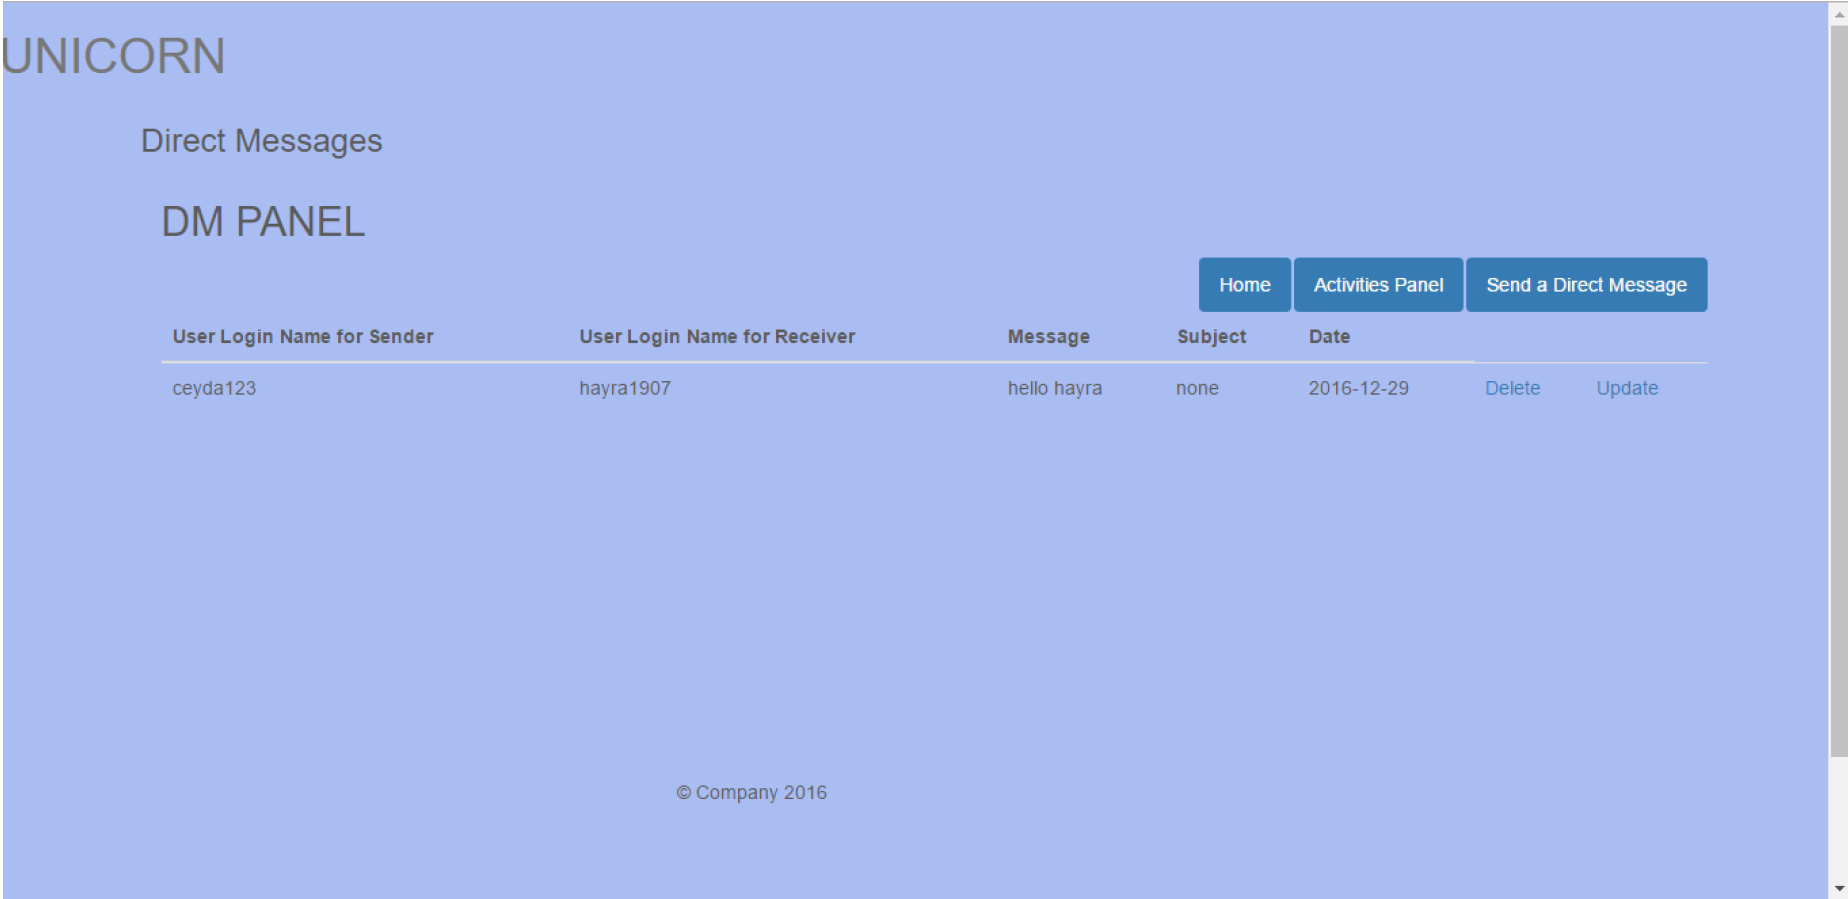 UNICORN
Direct Messages
DM PANEL
Home Activities Panel Send a Direct Message
User Login Name for Sender User Login Name for Receiver Message Subject Date
ceyda123 hayra1907 hello hayra none 2016-12-29 Delete Update
© Company 2016